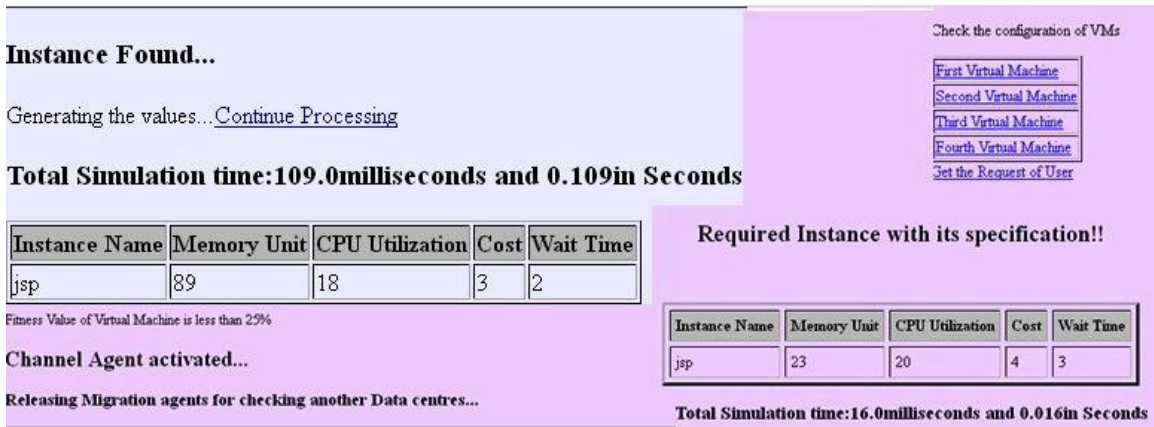 Instance Found...
Generating the values...Continue Processing
Total Simulation time:109.0milliseconds and 0.109in Seconds
Instance Name Memory Unit CPU Utilization Cost Wait Time
jsp 89 18 3 2
Fitness Value of Virtual Machine is less than 25%
Channel Agent activated...
Releasing Migration agents for checking another Data centres...
Check the configuration of VMs
First Virtual Machine
Second Virtual Machine
Third Virtual Machine
Fourth Virtual Machine
Get the Request of User
Required Instance with its specification!!
Instance Name Memory Unit CPU Utilization Cost Wait Time
jsp 23 20 4 3
Total Simulation time:16.0milliseconds and 0.016in Seconds